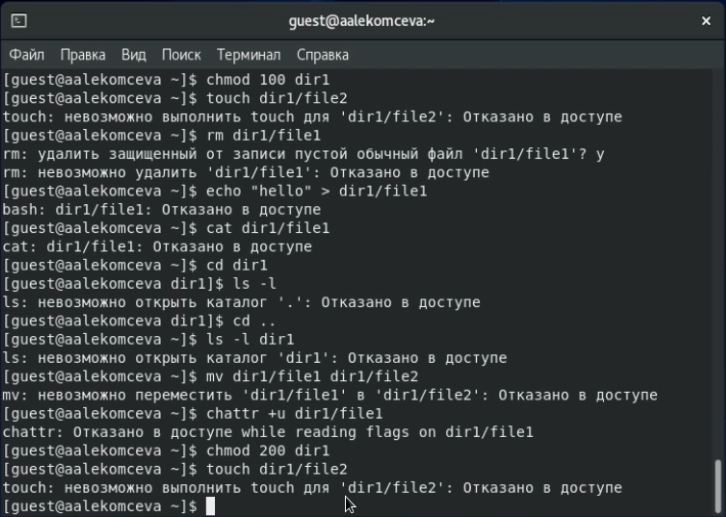 guest@aalekomceva:~
Файл Правка Вид Поиск Терминал Справка
[guest@aalekomceva ~]$ chmod 100 dir1
[guest@aalekomceva ~]$ touch dir1/file2
touch: невозможно выполнить touch для 'dir1/file2': Отказано в доступе
[guest@aalekomceva ~]$ rm dir1/file1
rm: удалить защищенный от записи пустой обычный файл 'dir1/file1'? y
rm: невозможно удалить 'dir1/file1': Отказано в доступе
[guest@aalekomceva ~]$ echo "hello" > dir1/file1
bash: dir1/file1: Отказано в доступе
[guest@aalekomceva ~]$ cat dir1/file1
cat: dir1/file1: Отказано в доступе
[guest@aalekomceva ~]$ cd dir1
[guest@aalekomceva dir1]$ ls -l
ls: невозможно открыть каталог '.': Отказано в доступе
[guest@aalekomceva dir1]$ cd ..
[guest@aalekomceva ~]$ ls -l dir1
ls: невозможно открыть каталог 'dir1': Отказано в доступе
[guest@aalekomceva ~]$ mv dir1/file1 dir1/file2
mv: невозможно переместить 'dir1/file1' в 'dir1/file2': Отказано в доступе
[guest@aalekomceva ~]$ chattr +u dir1/file1
chattr: Отказано в доступе while reading flags on dir1/file1
[guest@aalekomceva ~]$ chmod 200 dir1
[guest@aalekomceva ~]$ touch dir1/file2
touch: невозможно выполнить touch для 'dir1/file2': Отказано в доступе
[guest@aalekomceva ~]$